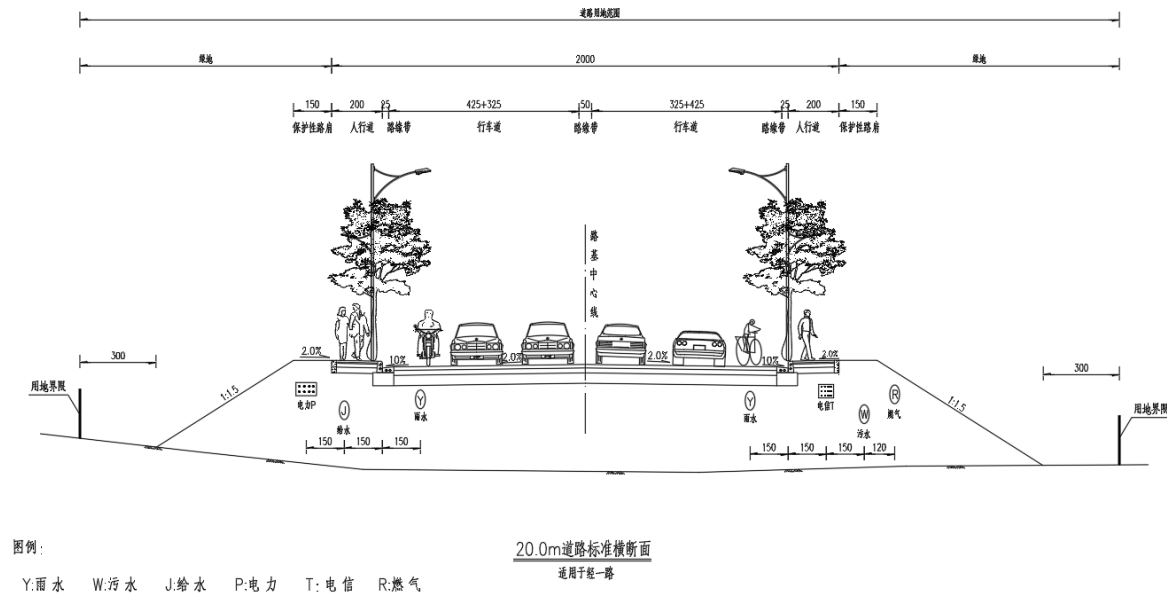 道路用地范围
绿地 2000 绿地
150 200 25 425+325 50 325+425 25 200 150
保护性路肩 人行道 路缘带 行车道 路缘带 行车道 路缘带 人行道 保护性路肩
路基中心线
2.0% 10% 2.0% 2.0% 10% 2.0%
300 300
用地界限 1:1.5 1:1.5 用地界限
电力P J 给水 Y 雨水 Y 雨水 电信T W 污水 R 燃气
150 150 150 150 150 150 120
图例:
20.0m道路标准横断面
适用于经一路
Y:雨水 W:污水 J:给水 P:电力 T:电信 R:燃气